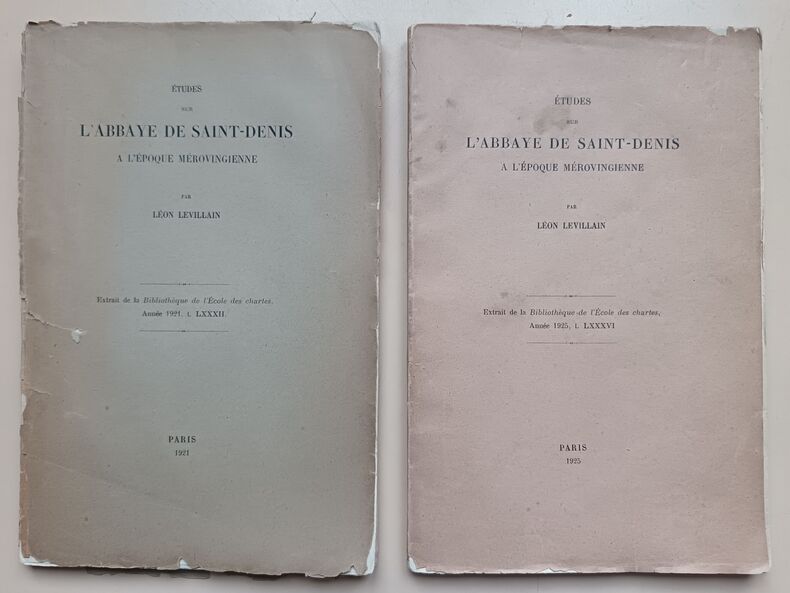 ÉTUDES
SUR
L'ABBAYE DE SAINT-DENIS
A L'ÉPOQUE MÉROVINGIENNE
PAR
LÉON LEVILLAIN
Extrait de la Bibliothèque de l'École des chartes,
Année 1921, t. LXXXII.
PARIS
1921
ÉTUDES
SUR
L'ABBAYE DE SAINT-DENIS
A L'ÉPOQUE MÉROVINGIENNE
PAR
LÉON LEVILLAIN
Extrait de la Bibliothèque de l'École des chartes,
Année 1925, t. LXXXVI
PARIS
1925